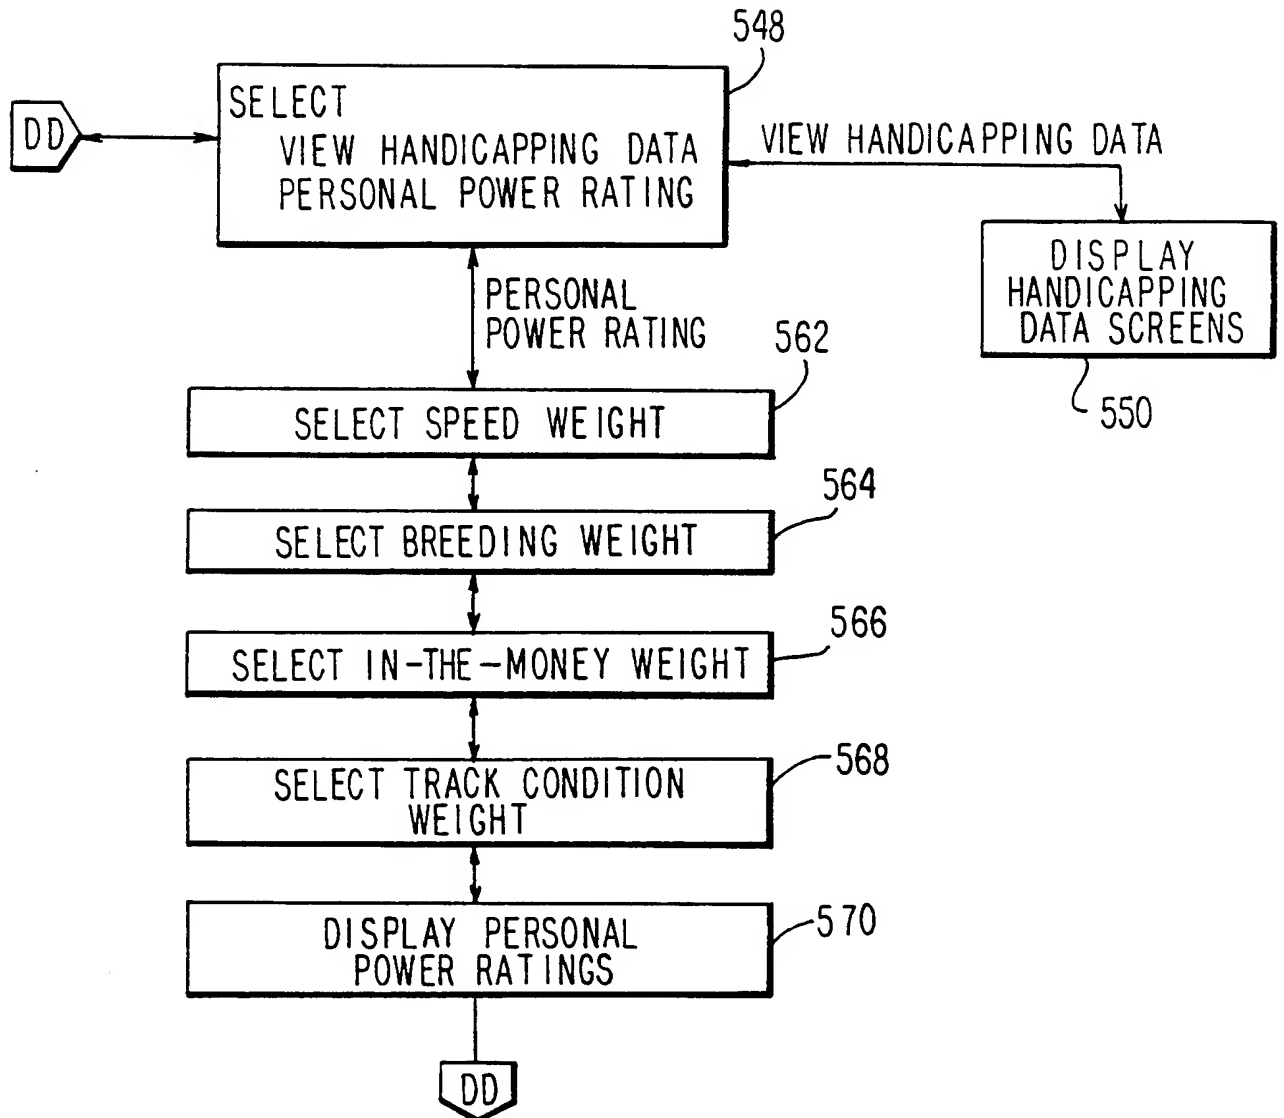 548
DD
SELECT
VIEW HANDICAPPING DATA
PERSONAL POWER RATING
VIEW HANDICAPPING DATA
DISPLAY
HANDICAPPING
DATA SCREENS
550
PERSONAL
POWER RATING
562
SELECT SPEED WEIGHT
564
SELECT BREEDING WEIGHT
566
SELECT IN-THE-MONEY WEIGHT
568
SELECT TRACK CONDITION
WEIGHT
570
DISPLAY PERSONAL
POWER RATINGS
DD